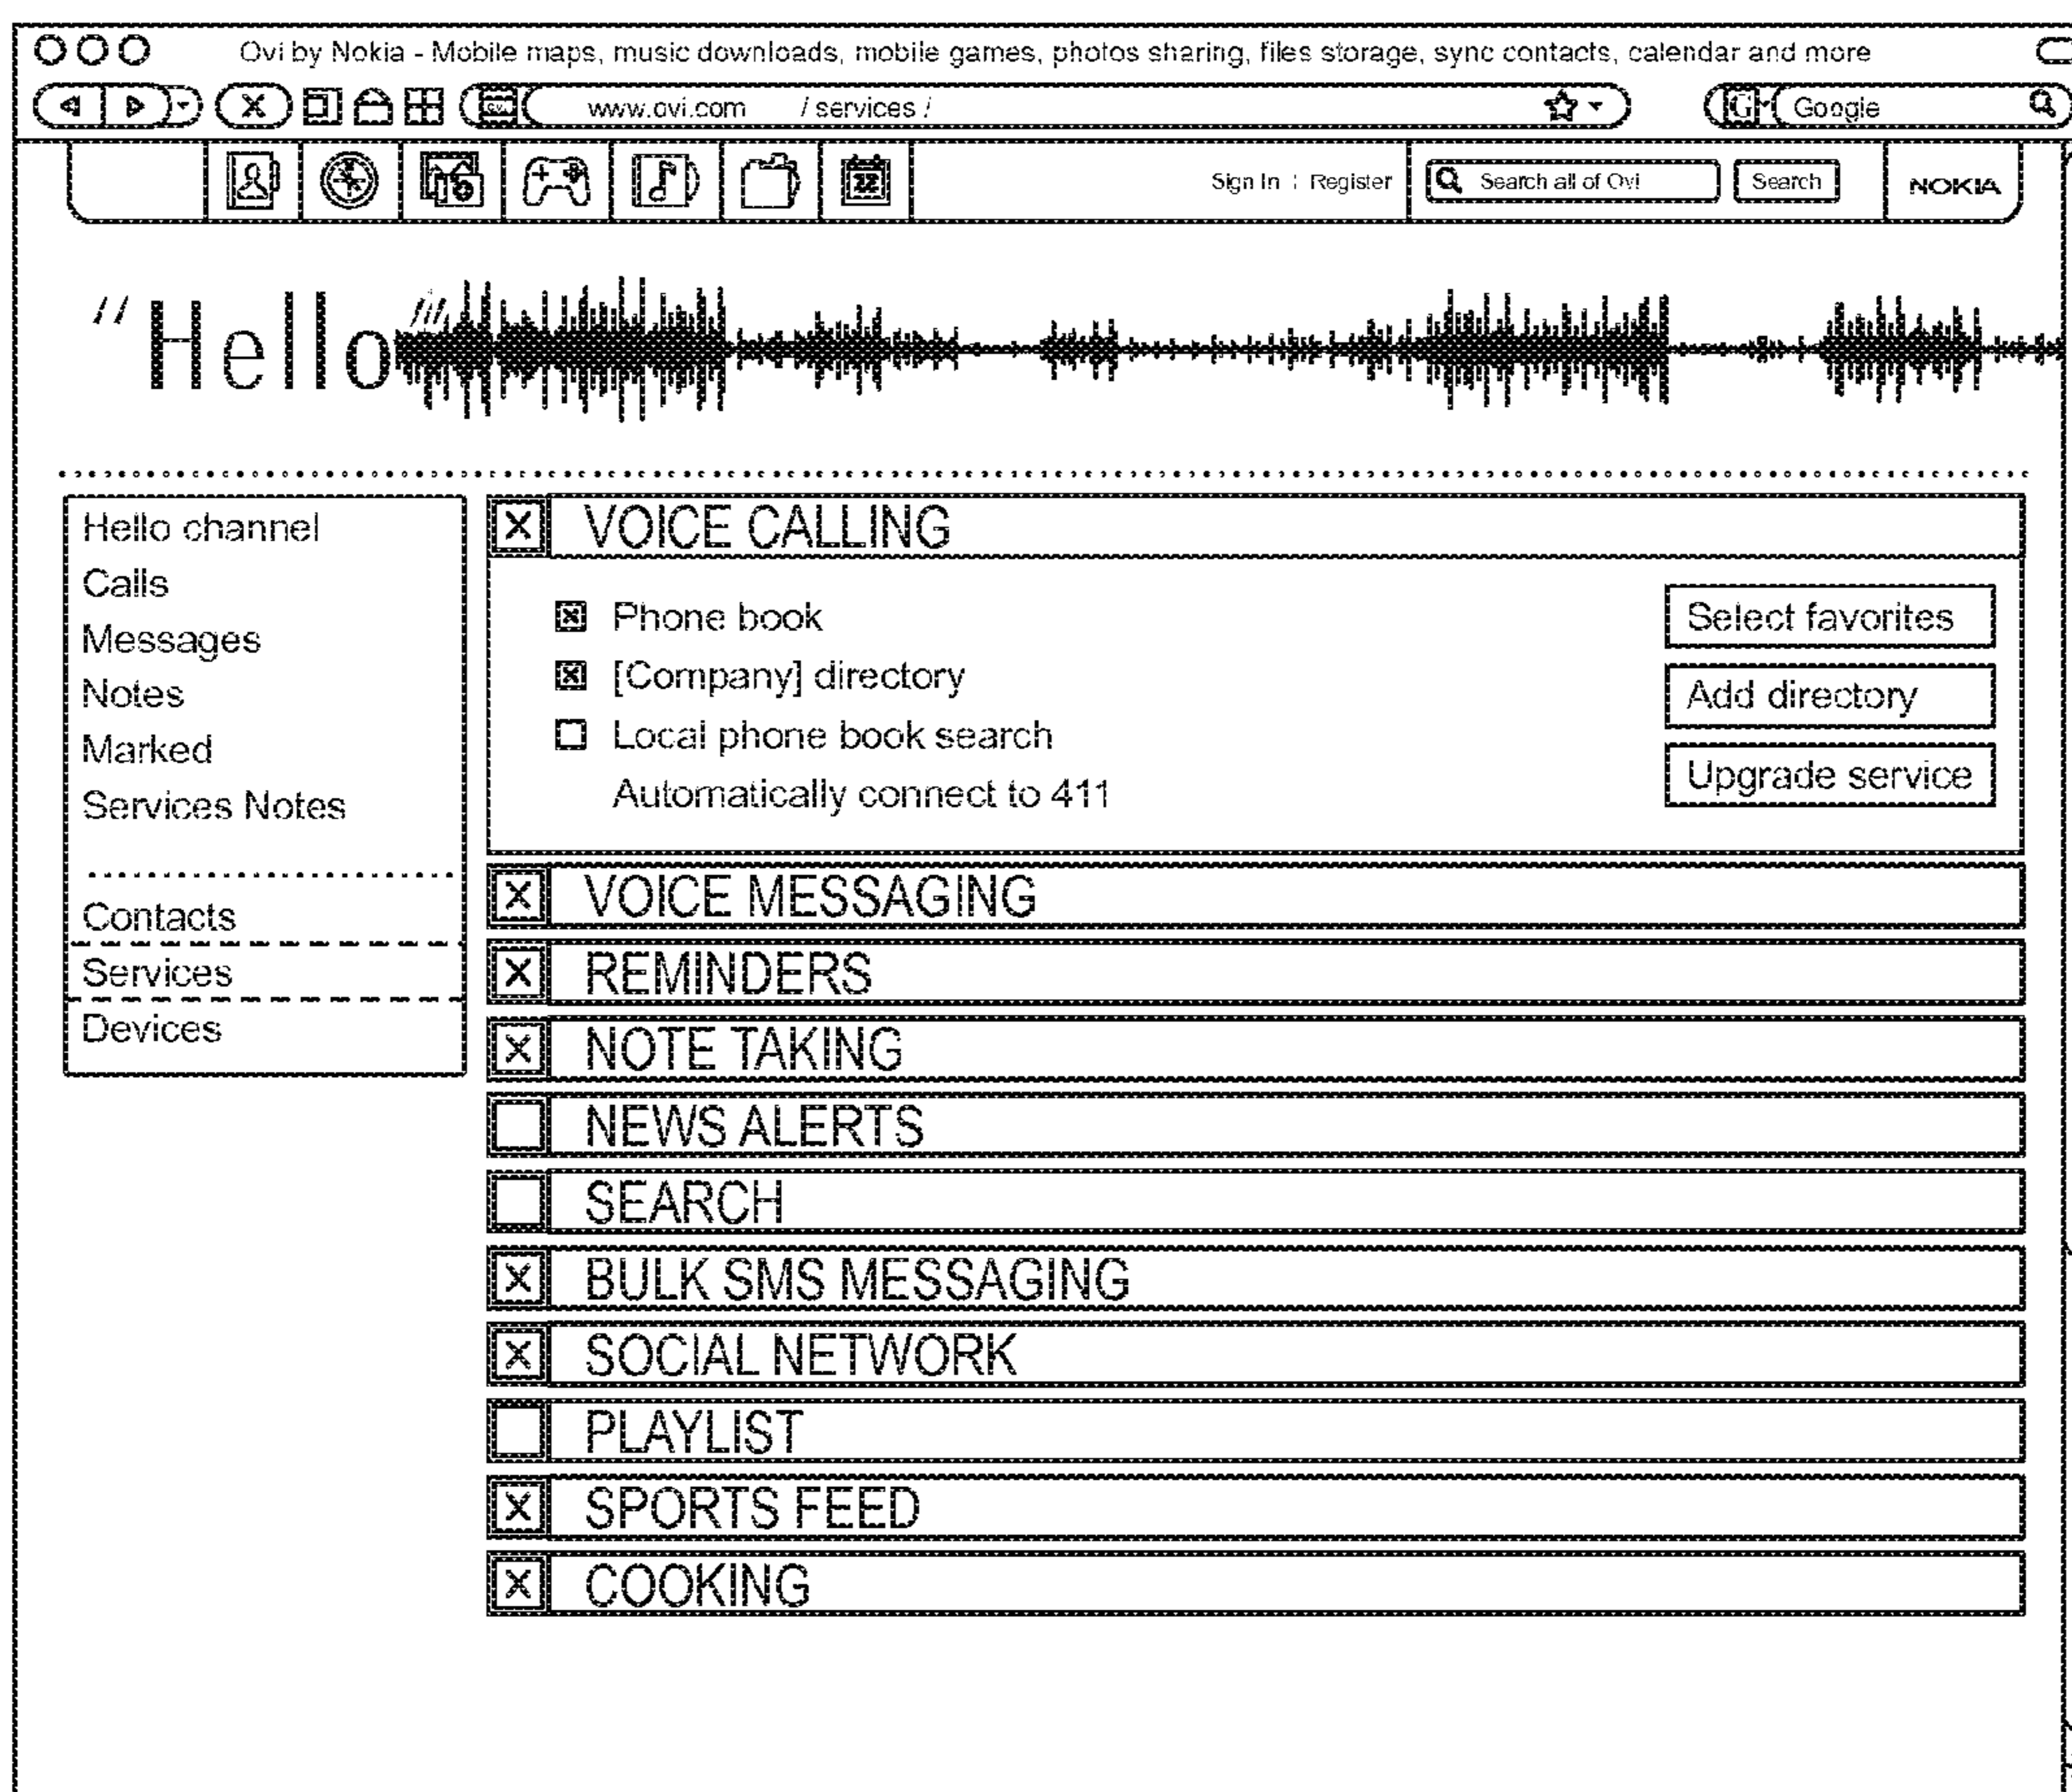 Ovi by Nokia - Mobile maps, music downloads, mobile games, photos sharing, files storage, sync contacts, calendar and more
www.ovi.com / services /
G Google
22
Sign In | Register
Search all of Ovi
Search
NOKIA
"Hello"
Hello channel
Calls
Messages
Notes
Marked
Services Notes
Contacts
Services
Devices
X VOICE CALLING
X Phone book
X [Company] directory
Local phone book search
Automatically connect to 411
Select favorites
Add directory
Upgrade service
X VOICE MESSAGING
X REMINDERS
X NOTE TAKING
NEWS ALERTS
SEARCH
X BULK SMS MESSAGING
X SOCIAL NETWORK
PLAYLIST
X SPORTS FEED
X COOKING